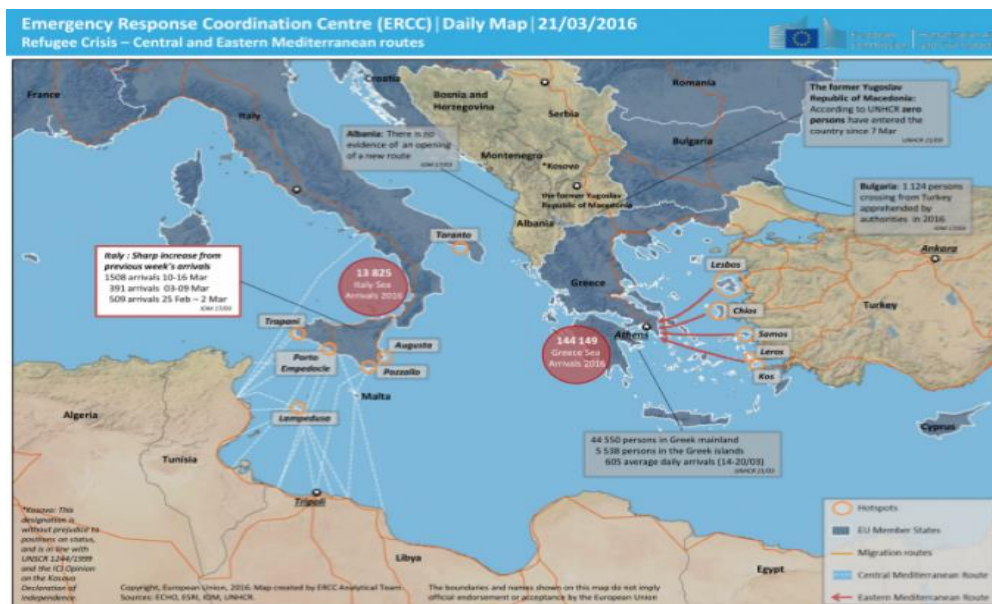 Emergency Response Coordination Centre (ERCC) | Daily Map | 21/03/2016
Refugee Crisis – Central and Eastern Mediterranean routes
European
Commission
France
Croatia
Bosnia and
Herzegovina
Romania
Italy
Serbia
Albania: There is no
evidence of an opening
of a new route
The former Yugoslav
Republic of Macedonia:
According to UNHCR zero
persons have entered the
country since 7 Mar
UNHCR 21/03
Montenegro
*Kosovo
Bulgaria
the former Yugoslav
Republic of Macedonia
Albania
Bulgaria: 1 124 persons
crossing from Turkey
apprehended by
authorities in 2016
Italy : Sharp increase from
previous week's arrivals
1508 arrivals 10-16 Mar
391 arrivals 03-09 Mar
509 arrivals 25 Feb – 2 Mar
Taranto
13 825
Italy Sea
Arrivals 2016
Greece
Lesbos
Ankara
Chios
Turkey
Trapani
Porto
Empedocle
Augusta
Pozzallo
144 149
Greece Sea
Arrivals 2016
Athens
Samos
Leros
Kos
Malta
Lampedusa
Algeria
Tunisia
Cyprus
44 550 persons in Greek mainland
5 538 persons in the Greek islands
605 average daily arrivals (14-20/03)
UNHCR 21/03
Tripoli
Libya
Egypt
*Kosovo: This
designation is
without prejudice to
positions on status,
and is in line with
UNSCR 1244/1999
and the ICJ Opinion
on the Kosovo
Declaration of
Independence.
Copyright, European Union, 2016. Map created by ERCC Analytical Team.
Sources: ECHO, ESRI, IOM, UNHCR.
The boundaries and names shown on this map do not imply
official endorsement or acceptance by the European Union
Hotspots
EU Member States
Migration routes
Central Mediterranean Route
Eastern Mediterranean Route